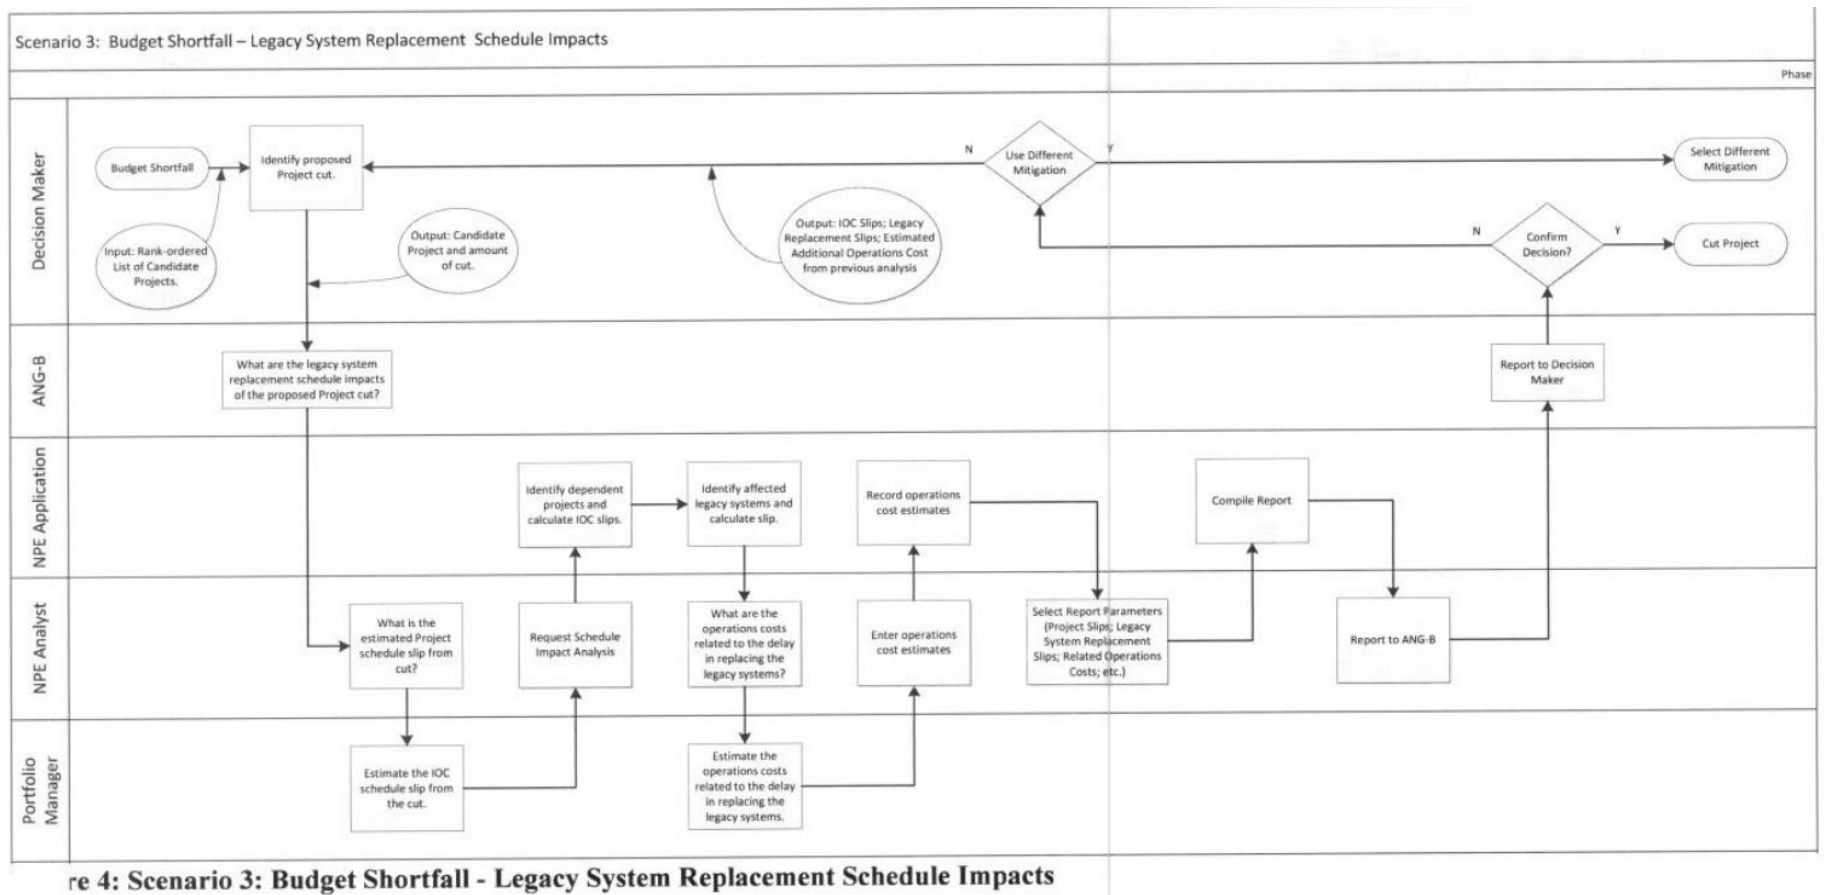 Scenario 3: Budget Shortfall – Legacy System Replacement Schedule Impacts
Phase
Decision Maker
Budget Shortfall
Identify proposed
Project cut.
Input: Rank-ordered
List of Candidate
Projects.
Output: Candidate
Project and amount
of cut.
Output: IOC Slips; Legacy
Replacement Slips; Estimated
Additional Operations Cost
from previous analysis
N
Use Different
Mitigation
Y
Select Different
Mitigation
N
Confirm
Decision?
Y
Cut Project
ANG-B
What are the legacy system
replacement schedule impacts
of the proposed Project cut?
Report to Decision
Maker
NPE Application
Identify dependent
projects and
calculate IOC slips.
Identify affected
legacy systems and
calculate slip.
Record operations
cost estimates
Compile Report
NPE Analyst
What is the
estimated Project
schedule slip from
cut?
Request Schedule
Impact Analysis
What are the
operations costs
related to the delay
in replacing the
legacy systems?
Enter operations
cost estimates
Select Report Parameters
(Project Slips; Legacy
System Replacement
Slips; Related Operations
Costs; etc.)
Report to ANG-B
Portfolio
Manager
Estimate the IOC
schedule slip from
the cut.
Estimate the
operations costs
related to the delay
in replacing the
legacy systems.
re 4: Scenario 3: Budget Shortfall - Legacy System Replacement Schedule Impacts